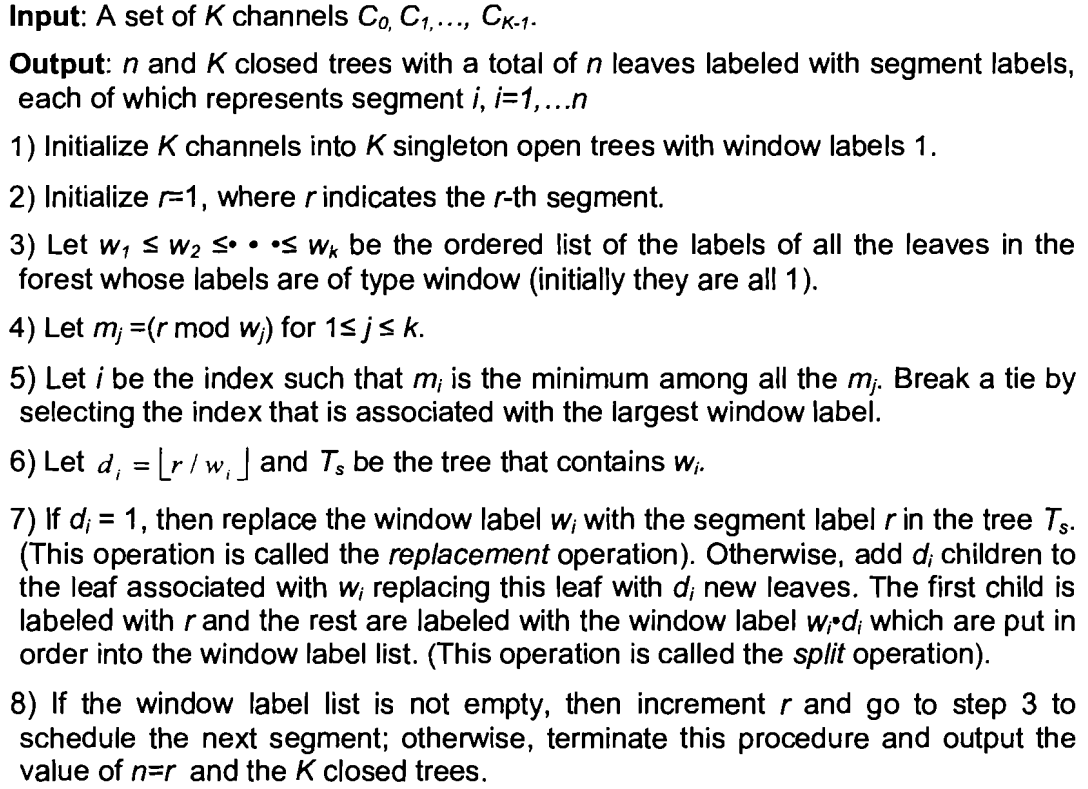 Input: A set of K channels C0, C1,…, CK-1.
Output: n and K closed trees with a total of n leaves labeled with segment labels,
each of which represents segment i, i=1,…n
1) Initialize K channels into K singleton open trees with window labels 1.
2) Initialize r=1, where r indicates the r-th segment.
3) Let w1 ≤ w2 ≤• • •≤ wk be the ordered list of the labels of all the leaves in the
forest whose labels are of type window (initially they are all 1).
4) Let mj =(r mod wj) for 1≤ j ≤ k.
5) Let i be the index such that mi is the minimum among all the mj. Break a tie by
selecting the index that is associated with the largest window label.
6) Let di = ⌊r / wi⌋ and Ts be the tree that contains wi.
7) If di = 1, then replace the window label wi with the segment label r in the tree Ts.
(This operation is called the replacement operation). Otherwise, add di children to
the leaf associated with wi replacing this leaf with di new leaves. The first child is
labeled with r and the rest are labeled with the window label wi•di which are put in
order into the window label list. (This operation is called the split operation).
8) If the window label list is not empty, then increment r and go to step 3 to
schedule the next segment; otherwise, terminate this procedure and output the
value of n=r and the K closed trees.